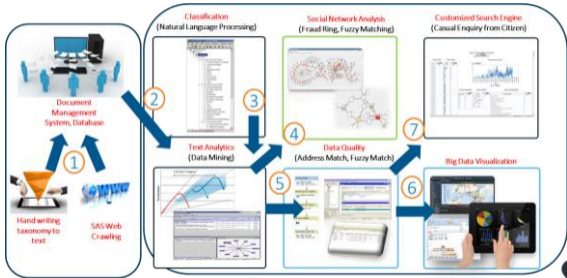 Classification
(Natural Language Processing)
Social Network Analysis
(Fraud Ring, Fuzzy Matching)
Customized Search Engine
(Casual Enquiry from Citizen)
Document
Management
System, Database
2
3
4
7
1
Text Analytics
(Data Mining)
Data Quality
(Address Match, Fuzzy Match)
Big Data Visualization
5
6
Hand writing
taxonomy to
text
SAS Web
Crawling